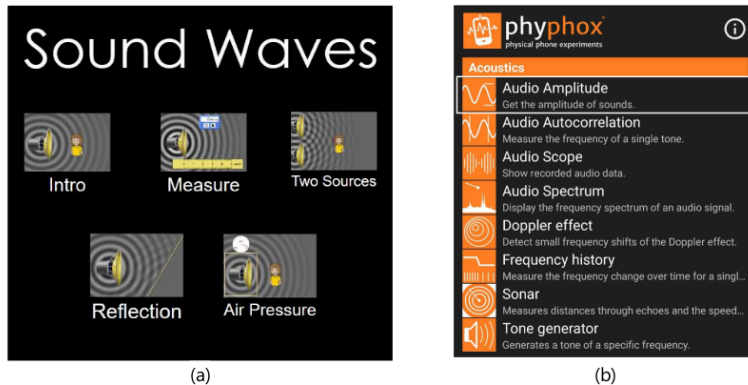 Sound Waves
Intro
Measure
Two Sources
Reflection
Air Pressure
(a)
phyphox
physical phone experiments
Acoustics
Audio Amplitude
Get the amplitude of sounds.
Audio Autocorrelation
Measure the frequency of a single tone.
Audio Scope
Show recorded audio data.
Audio Spectrum
Display the frequency spectrum of an audio signal.
Doppler effect
Detect small frequency shifts of the Doppler effect.
Frequency history
Measure the frequency change over time for a singl...
Sonar
Measures distances through echoes and the speed...
Tone generator
Generates a tone of a specific frequency.
(b)